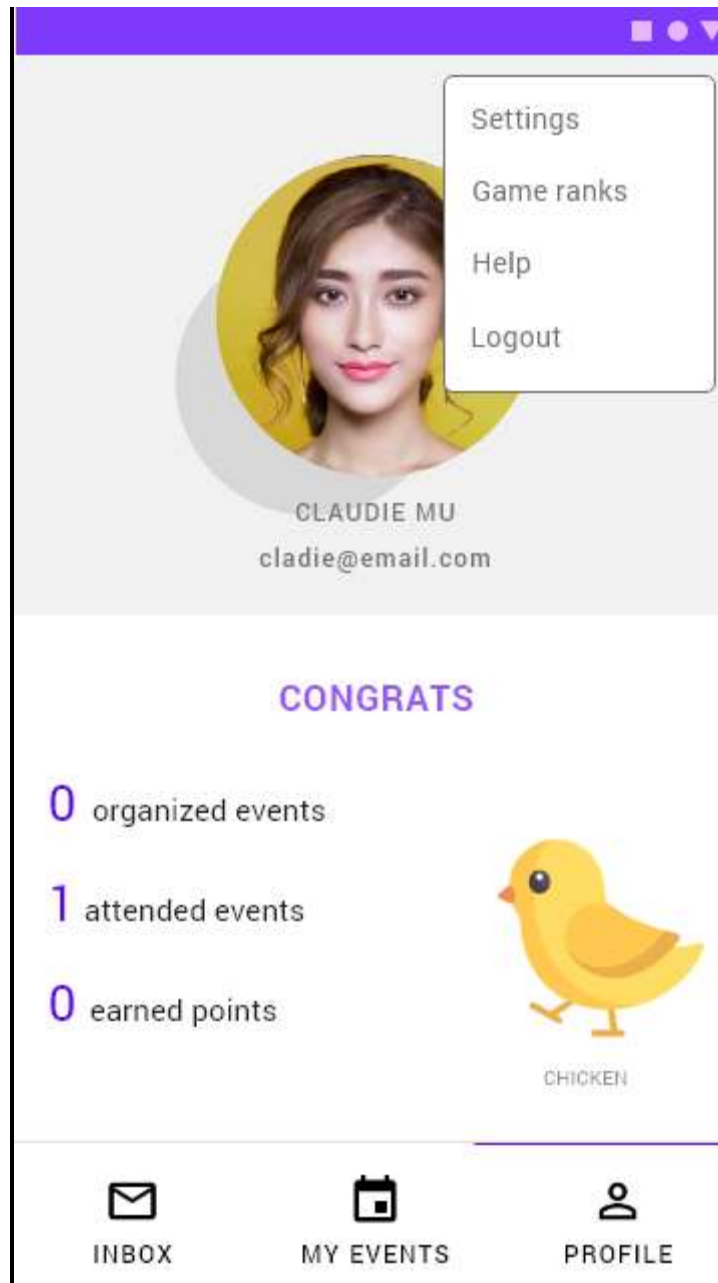 Settings
Game ranks
Help
Logout
CLAUDIE MU
cladie@email.com
CONGRATS
0 organized events
1 attended events
0 earned points
CHICKEN
INBOX MY EVENTS PROFILE